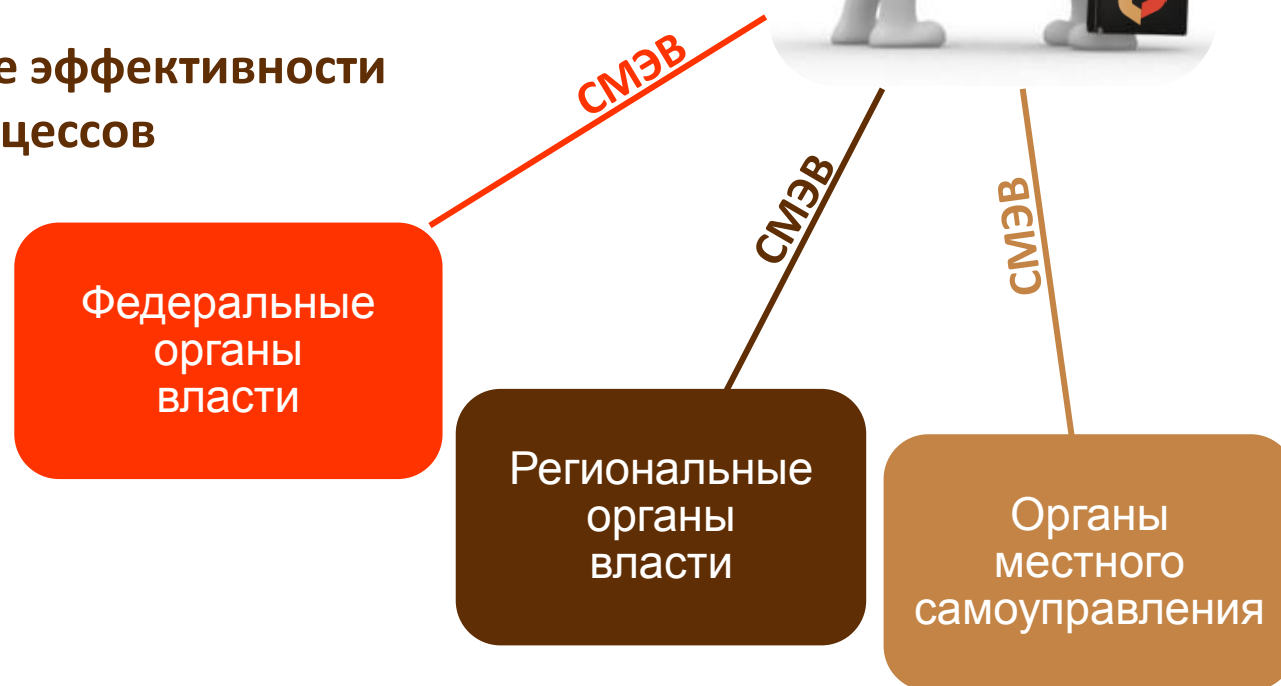 е эффективности
цессов
СМЭВ
СМЭВ
СМЭВ
Федеральные
органы
власти
Региональные
органы
власти
Органы
местного
самоуправления